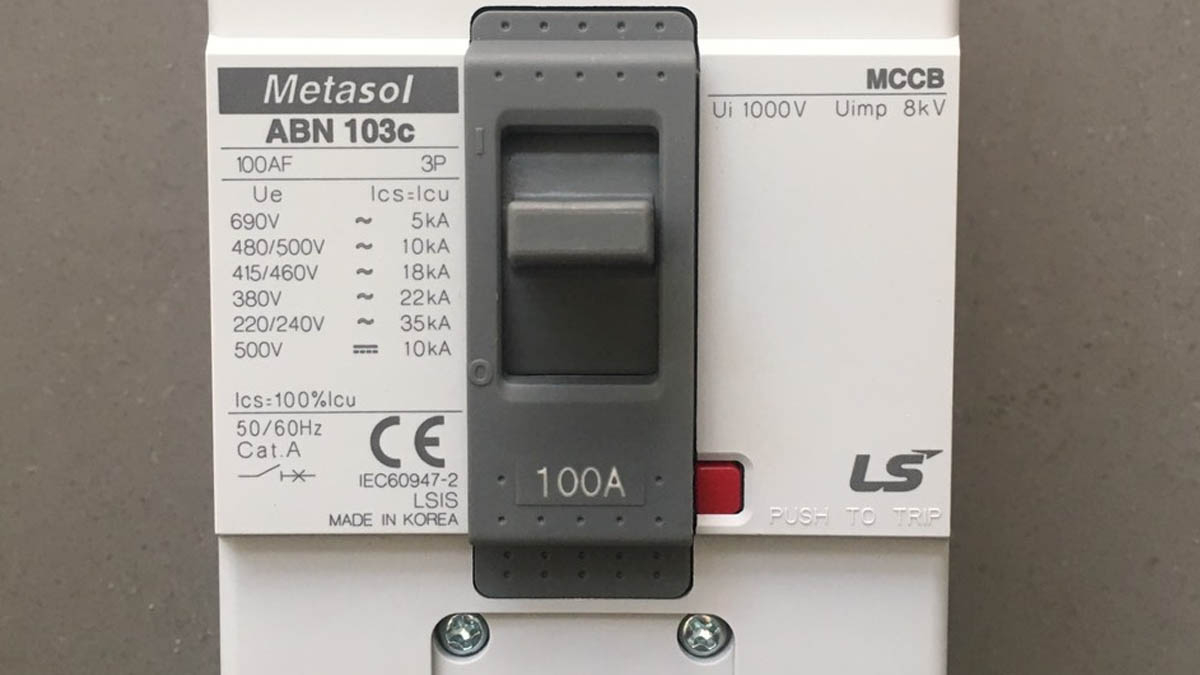 Metasol
ABN 103c
100AF 3P
Ue Ics=Icu
690V ~ 5kA
480/500V ~ 10kA
415/460V ~ 18kA
380V ~ 22kA
220/240V ~ 35kA
500V ⎓ 10kA
Ics=100%Icu
50/60Hz
Cat.A
CE
IEC60947-2
LSIS
MADE IN KOREA
I
O
100A
MCCB
Ui 1000V Uimp 8kV
LS
PUSH TO TRIP